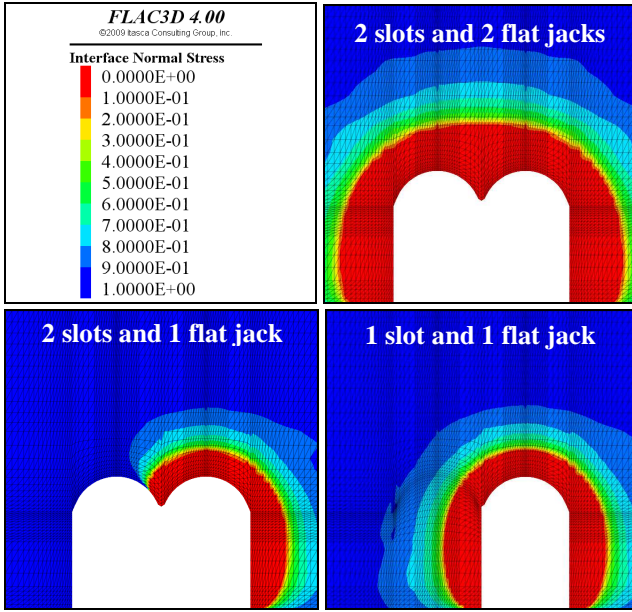 FLAC3D 4.00
©2009 Itasca Consulting Group, Inc.
Interface Normal Stress
0.0000E+00
1.0000E-01
2.0000E-01
3.0000E-01
4.0000E-01
5.0000E-01
6.0000E-01
7.0000E-01
8.0000E-01
9.0000E-01
1.0000E+00
2 slots and 2 flat jacks
2 slots and 1 flat jack
1 slot and 1 flat jack